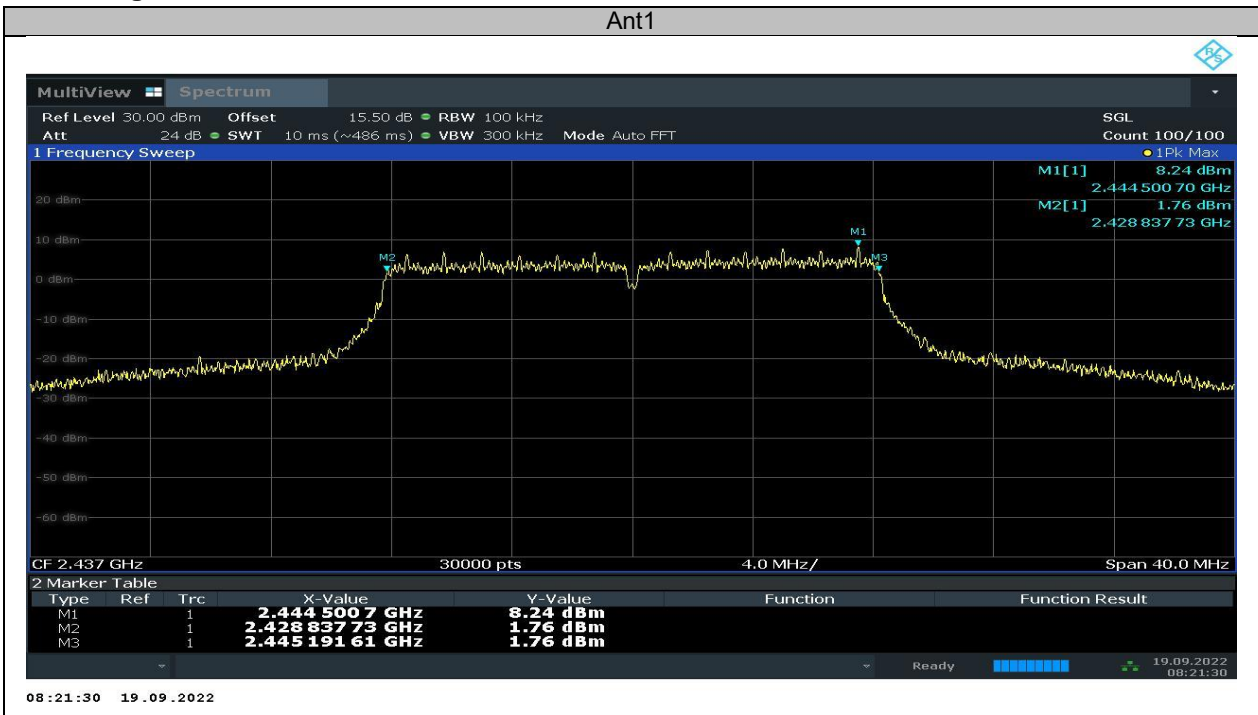 Ant1
R/S
MultiView Spectrum
Ref Level 30.00 dBm Offset 15.50 dB RBW 100 kHz SGL
Att 24 dB SWT 10 ms (~486 ms) VBW 300 kHz Mode Auto FFT Count 100/100
1 Frequency Sweep 1Pk Max
M1[1] 8.24 dBm
2.444 500 70 GHz
20 dBm
M2[1] 1.76 dBm
2.428 837 73 GHz
10 dBm
M1
M2 M3
0 dBm
-10 dBm
-20 dBm
-30 dBm
-40 dBm
-50 dBm
-60 dBm
CF 2.437 GHz 30000 pts 4.0 MHz/ Span 40.0 MHz
2 Marker Table
Type Ref Trc X-Value Y-Value Function Function Result
M1 1 2.444 500 7 GHz 8.24 dBm
M2 1 2.428 837 73 GHz 1.76 dBm
M3 1 2.445 191 61 GHz 1.76 dBm
Ready 19.09.2022
08:21:30
08:21:30 19.09.2022